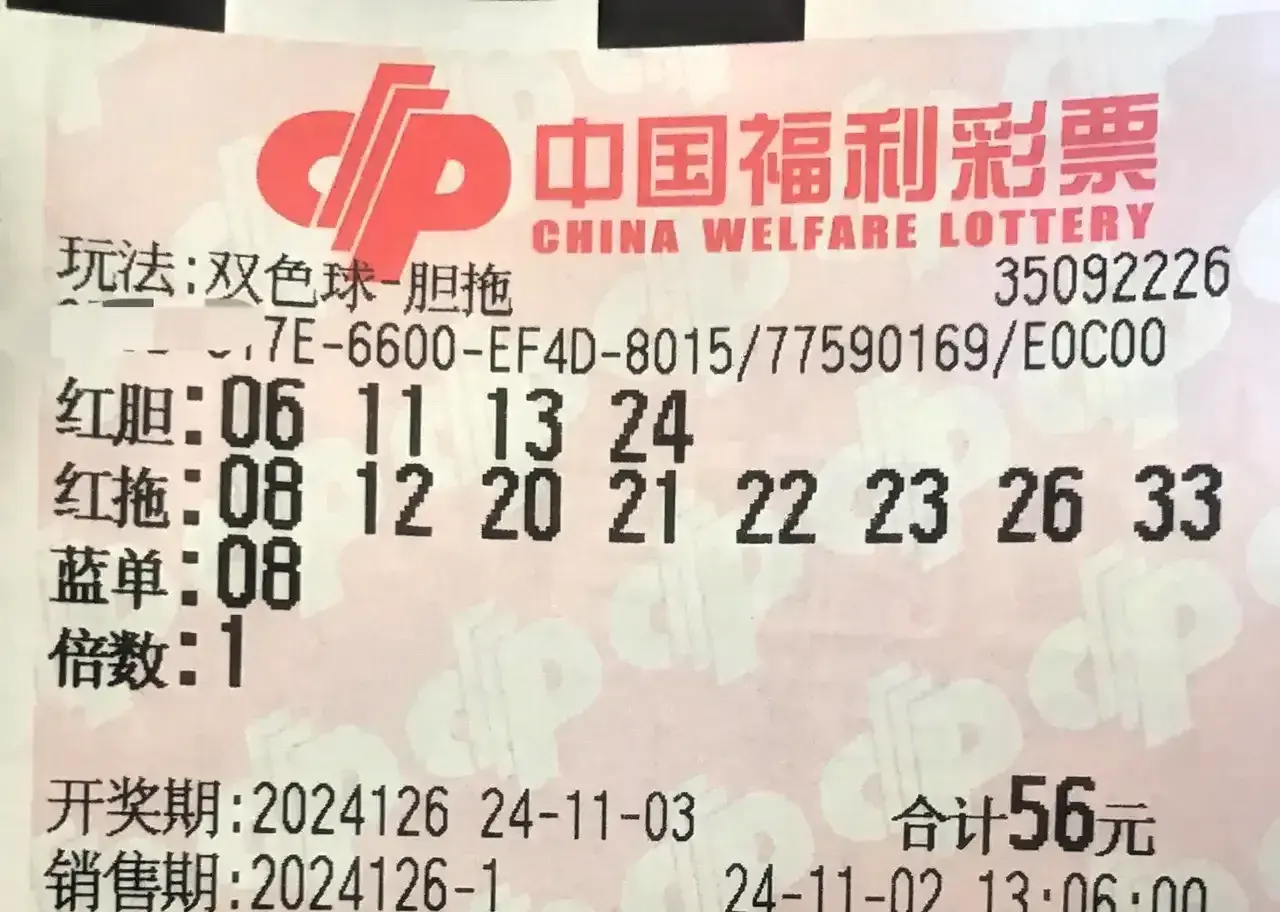 中国福利彩票
CHINA WELFARE LOTTERY
玩法:双色球-胆拖 35092226
7E-6600-EF4D-8015/77590169/E0C00
红胆:06 11 13 24
红拖:08 12 20 21 22 23 26 33
蓝单:08
倍数:1
开奖期:2024126 24-11-03 合计56元
销售期:2024126-1 24-11-02 13:06:00